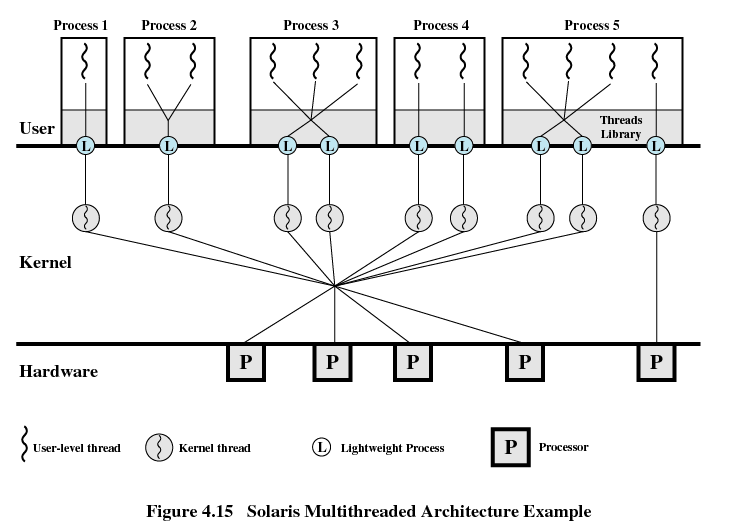 Process 1 Process 2 Process 3 Process 4 Process 5
Threads
Library
User
L L L L L L L L L
Kernel
P P P P P
Hardware
User-level thread L Lightweight Process P Processor
Kernel thread
Figure 4.15 Solaris Multithreaded Architecture Example